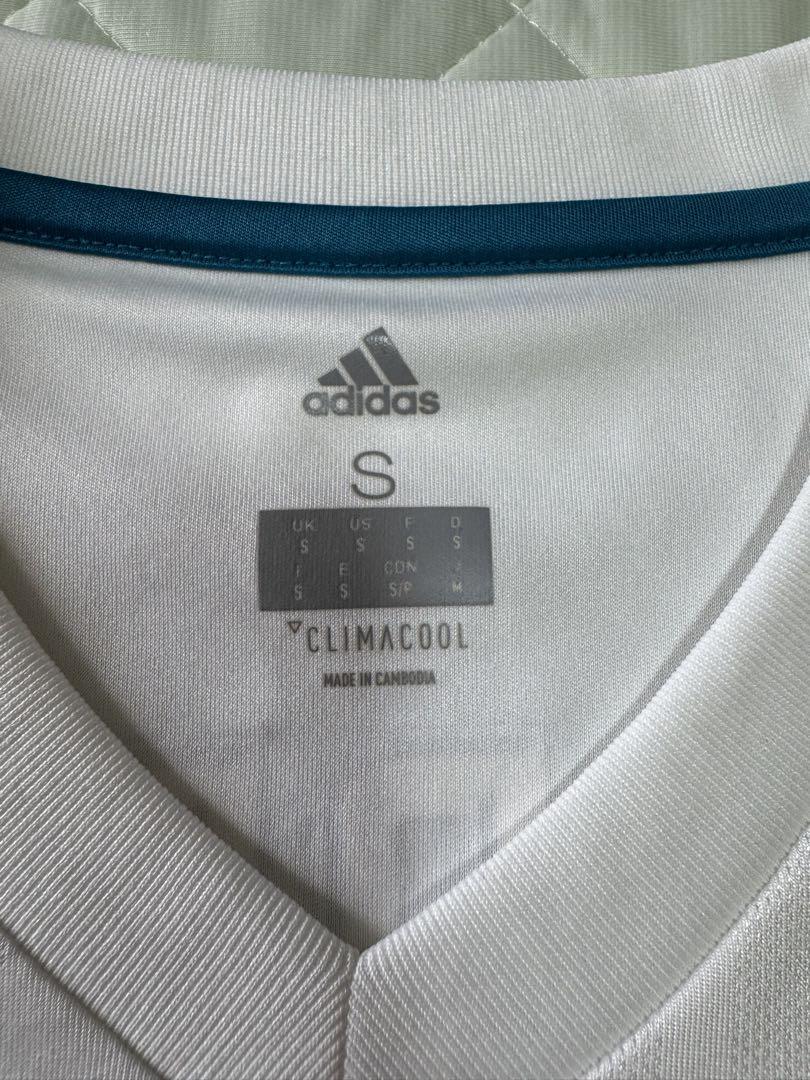 adidas
S
UK US F D
S S S S
I E CDN J
S S S/P M
CLIMACOOL
MADE IN CAMBODIA